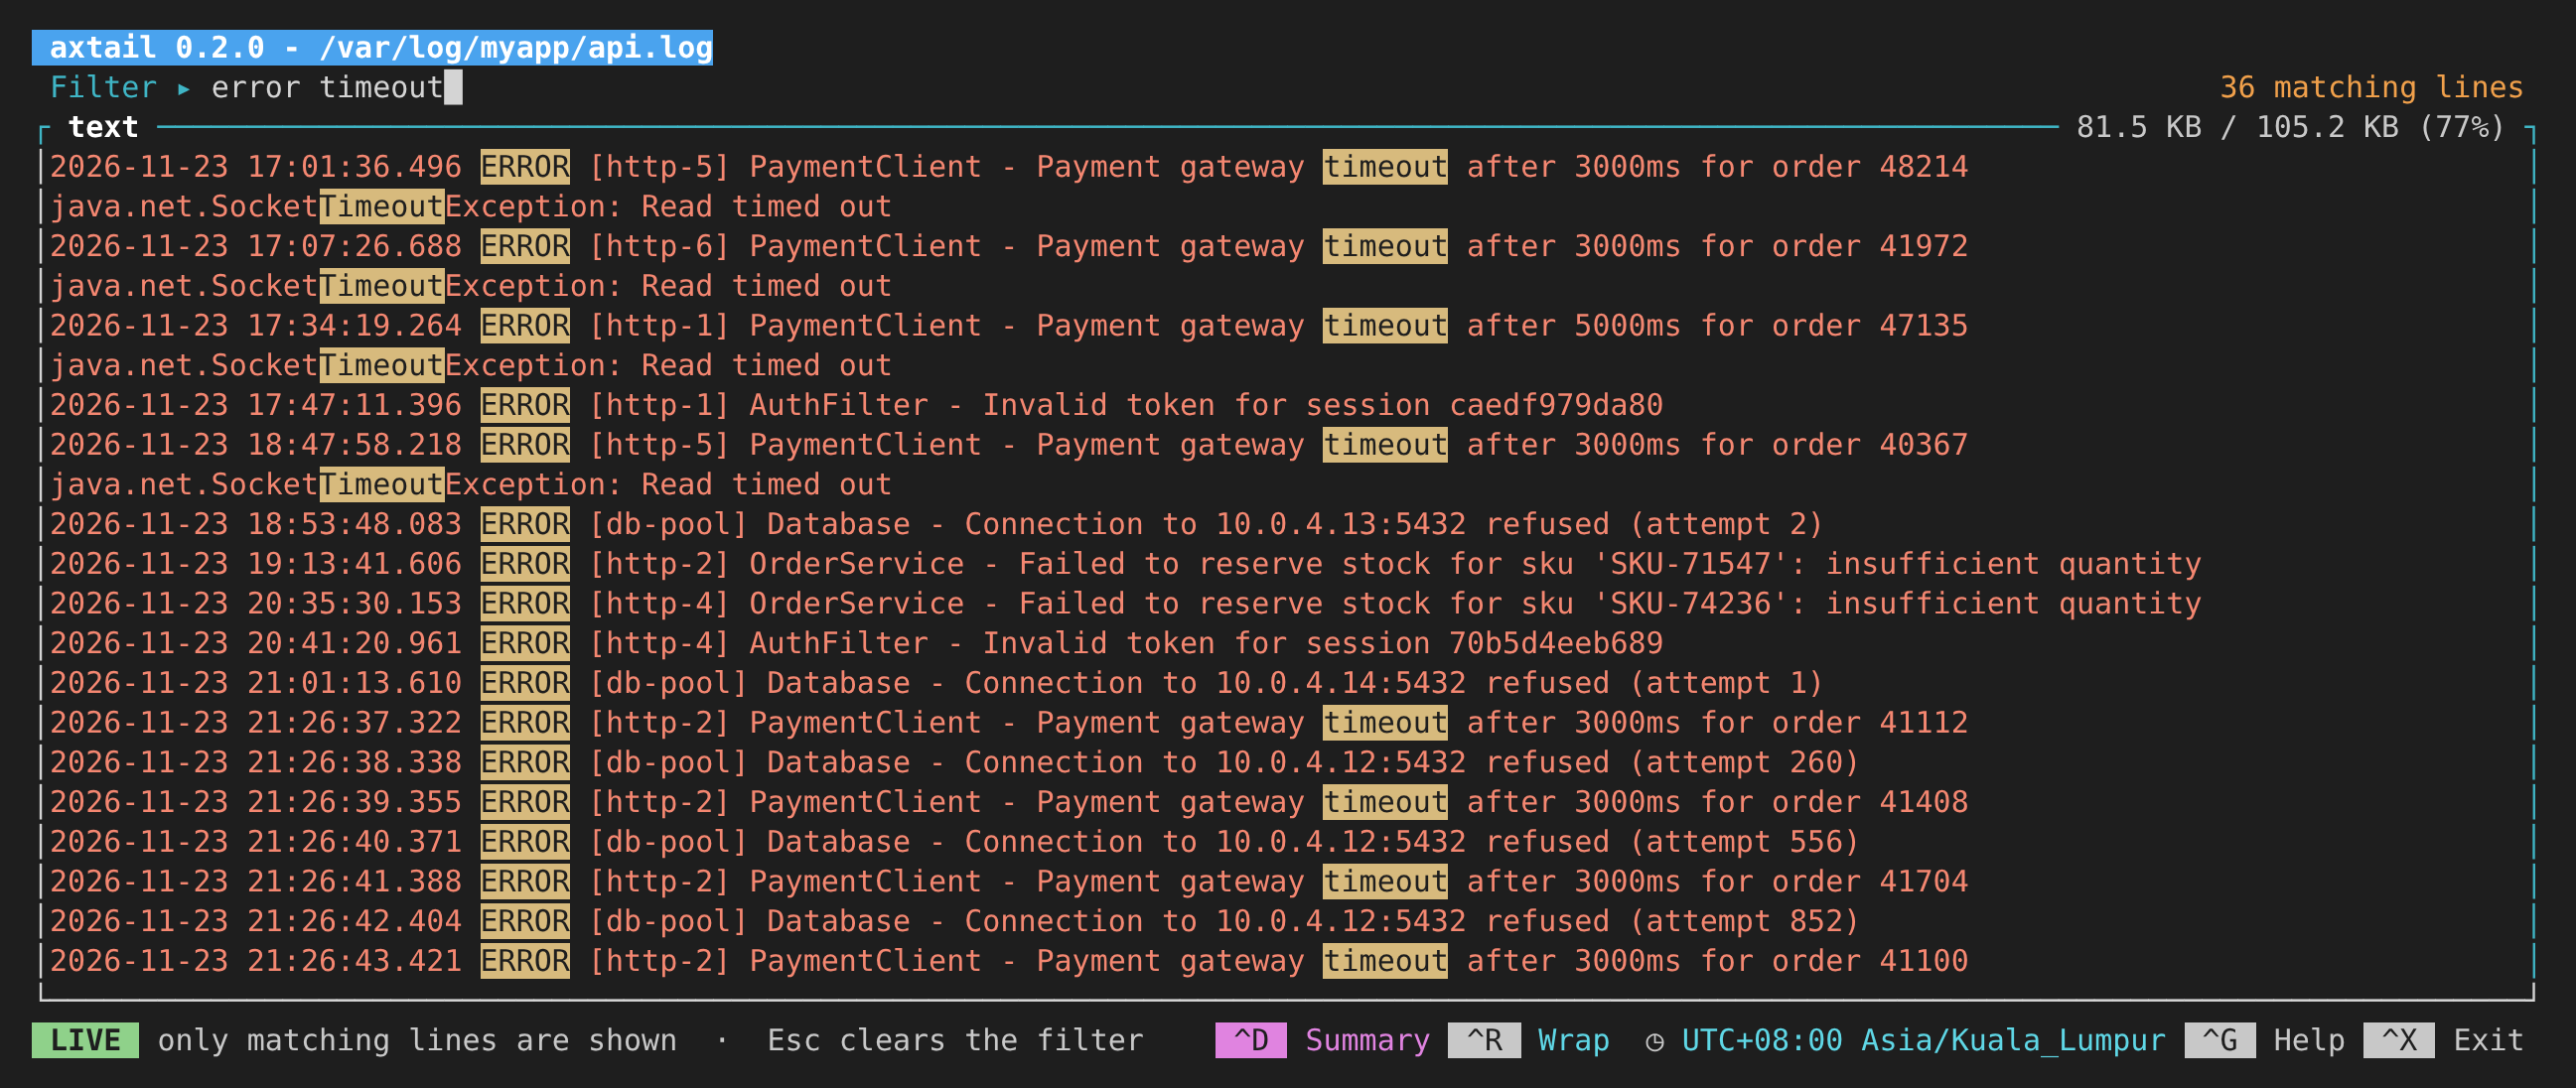 axtail 0.2.0 - /var/log/myapp/api.log
Filter ▸ error timeout 36 matching lines
text 81.5 KB / 105.2 KB (77%)
2026-11-23 17:01:36.496 ERROR [http-5] PaymentClient - Payment gateway timeout after 3000ms for order 48214
java.net.SocketTimeoutException: Read timed out
2026-11-23 17:07:26.688 ERROR [http-6] PaymentClient - Payment gateway timeout after 3000ms for order 41972
java.net.SocketTimeoutException: Read timed out
2026-11-23 17:34:19.264 ERROR [http-1] PaymentClient - Payment gateway timeout after 5000ms for order 47135
java.net.SocketTimeoutException: Read timed out
2026-11-23 17:47:11.396 ERROR [http-1] AuthFilter - Invalid token for session caedf979da80
2026-11-23 18:47:58.218 ERROR [http-5] PaymentClient - Payment gateway timeout after 3000ms for order 40367
java.net.SocketTimeoutException: Read timed out
2026-11-23 18:53:48.083 ERROR [db-pool] Database - Connection to 10.0.4.13:5432 refused (attempt 2)
2026-11-23 19:13:41.606 ERROR [http-2] OrderService - Failed to reserve stock for sku 'SKU-71547': insufficient quantity
2026-11-23 20:35:30.153 ERROR [http-4] OrderService - Failed to reserve stock for sku 'SKU-74236': insufficient quantity
2026-11-23 20:41:20.961 ERROR [http-4] AuthFilter - Invalid token for session 70b5d4eeb689
2026-11-23 21:01:13.610 ERROR [db-pool] Database - Connection to 10.0.4.14:5432 refused (attempt 1)
2026-11-23 21:26:37.322 ERROR [http-2] PaymentClient - Payment gateway timeout after 3000ms for order 41112
2026-11-23 21:26:38.338 ERROR [db-pool] Database - Connection to 10.0.4.12:5432 refused (attempt 260)
2026-11-23 21:26:39.355 ERROR [http-2] PaymentClient - Payment gateway timeout after 3000ms for order 41408
2026-11-23 21:26:40.371 ERROR [db-pool] Database - Connection to 10.0.4.12:5432 refused (attempt 556)
2026-11-23 21:26:41.388 ERROR [http-2] PaymentClient - Payment gateway timeout after 3000ms for order 41704
2026-11-23 21:26:42.404 ERROR [db-pool] Database - Connection to 10.0.4.12:5432 refused (attempt 852)
2026-11-23 21:26:43.421 ERROR [http-2] PaymentClient - Payment gateway timeout after 3000ms for order 41100
LIVE only matching lines are shown · Esc clears the filter ^D Summary ^R Wrap ◷ UTC+08:00 Asia/Kuala_Lumpur ^G Help ^X Exit